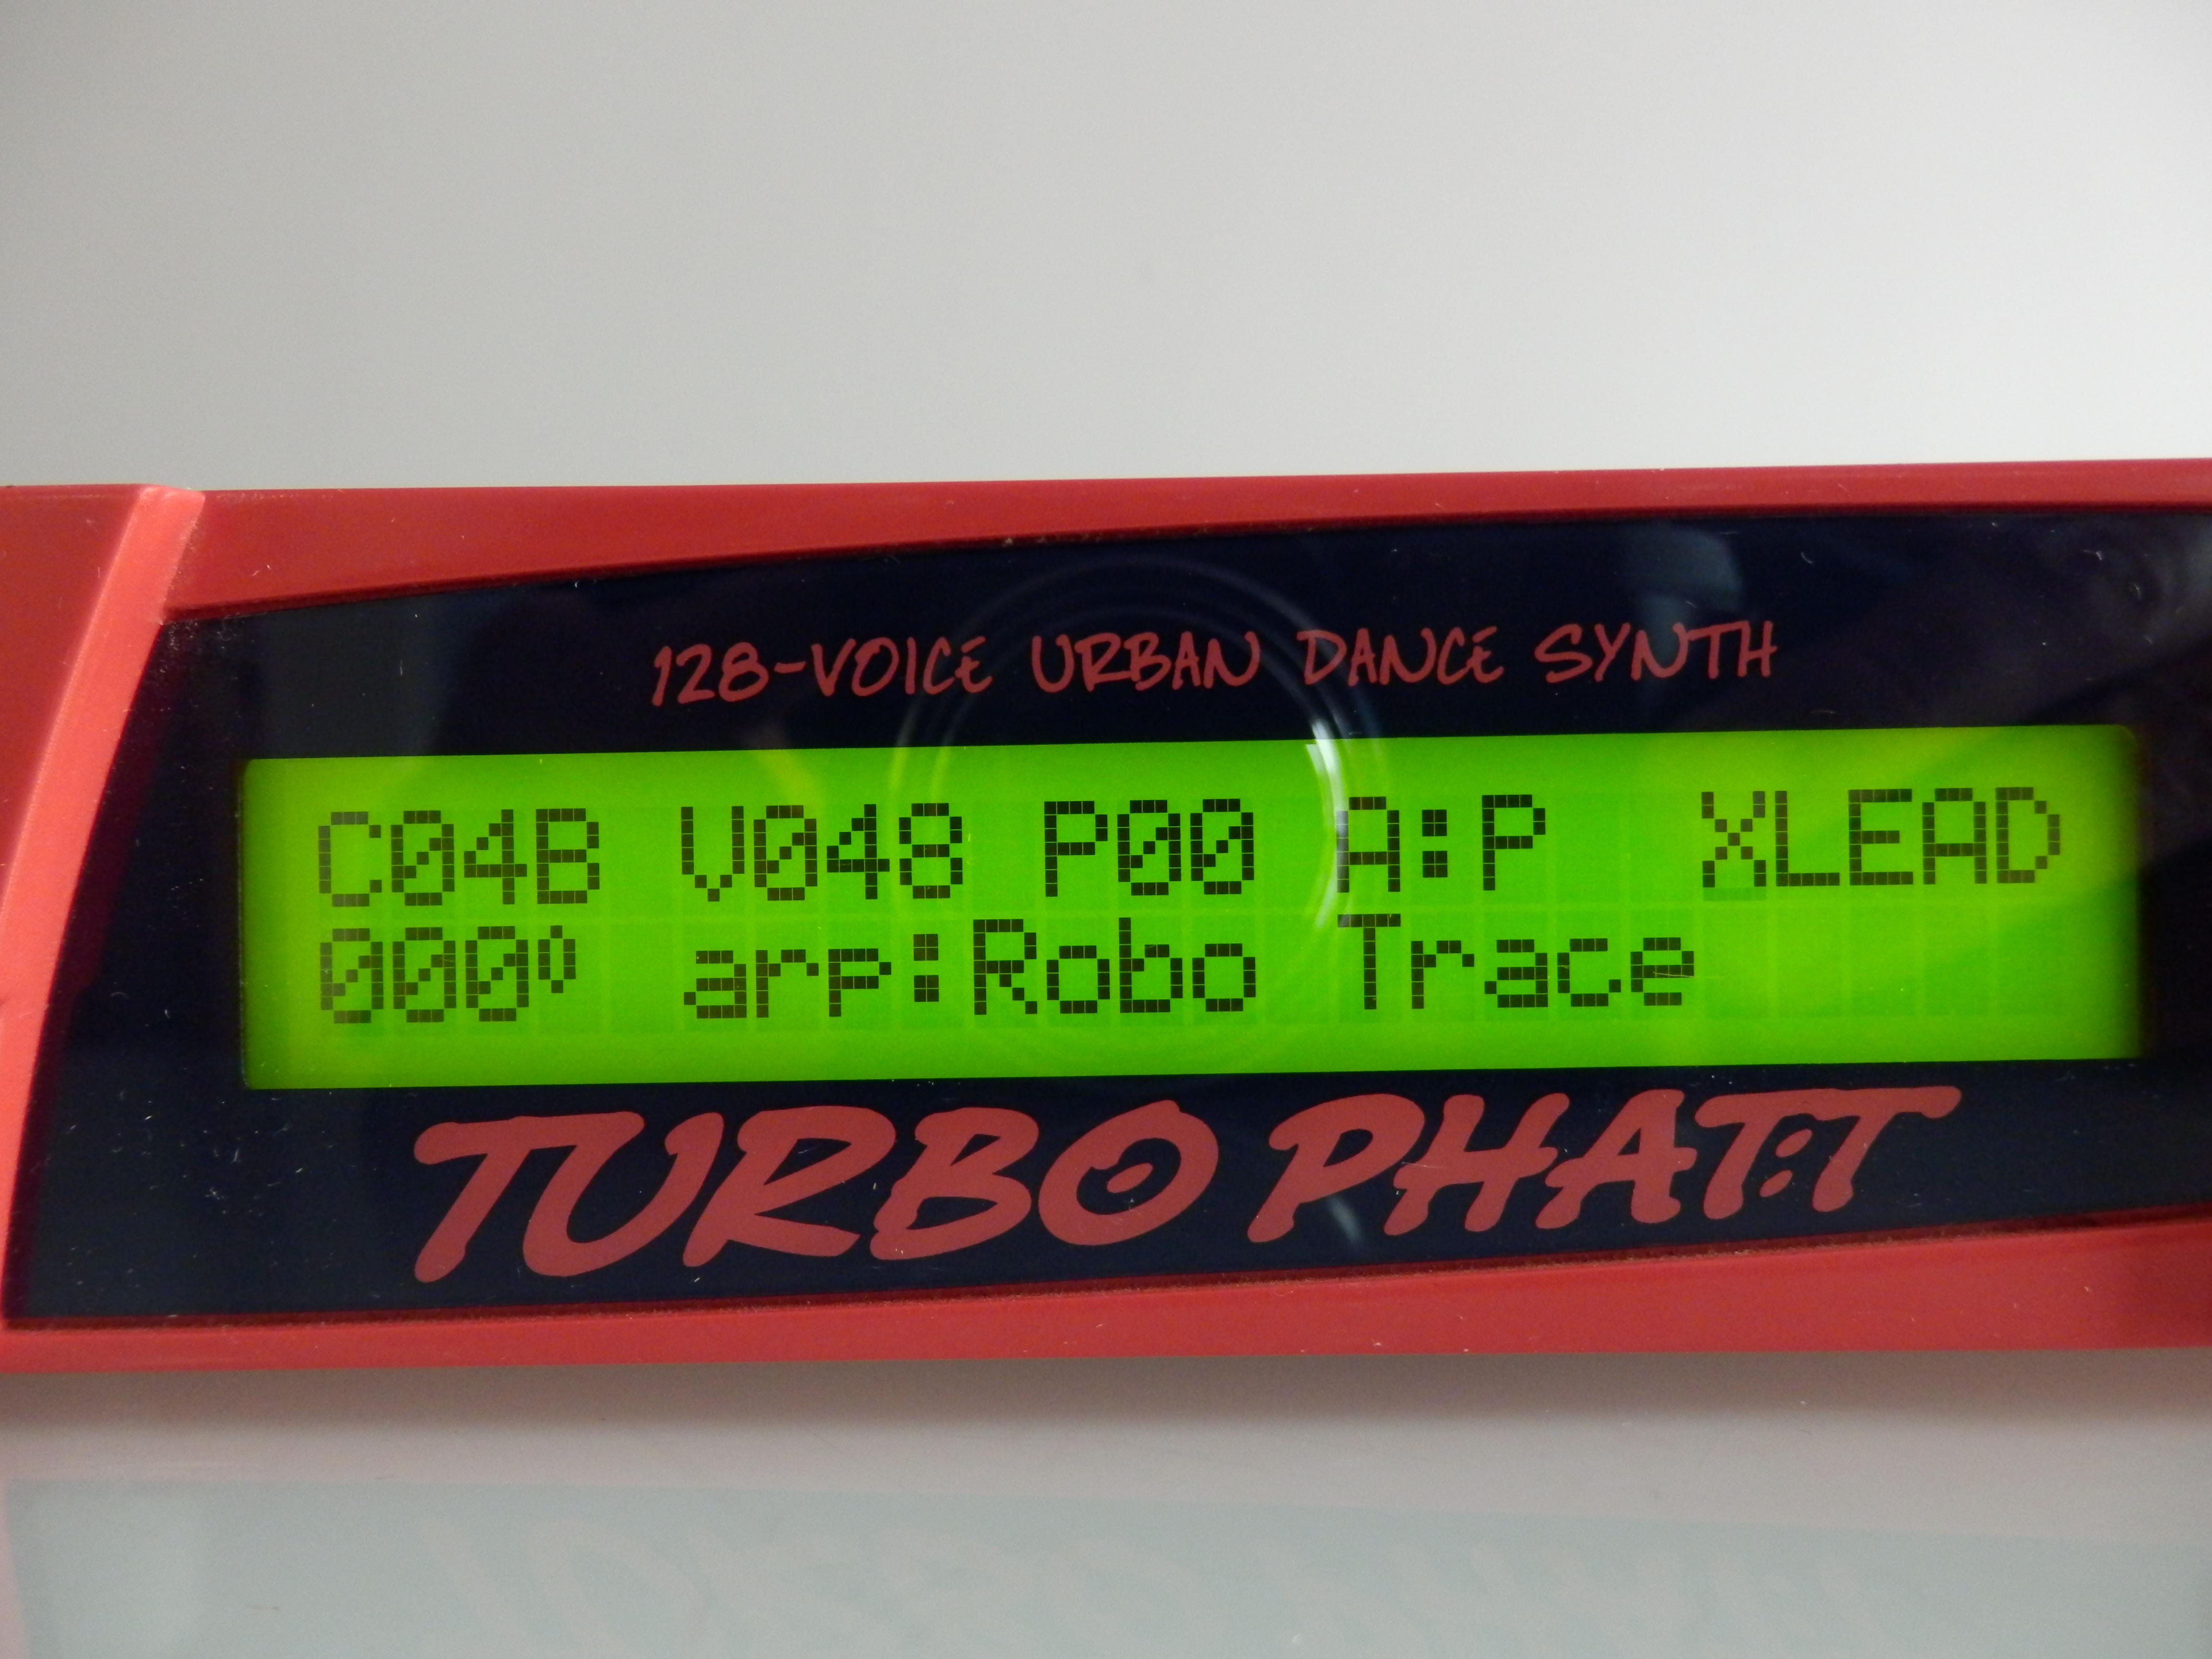 128-VOICE URBAN DANCE SYNTH
C04B V048 P00 A:P XLEAD
000⁰ arp:Robo Trace
TURBO PHATT